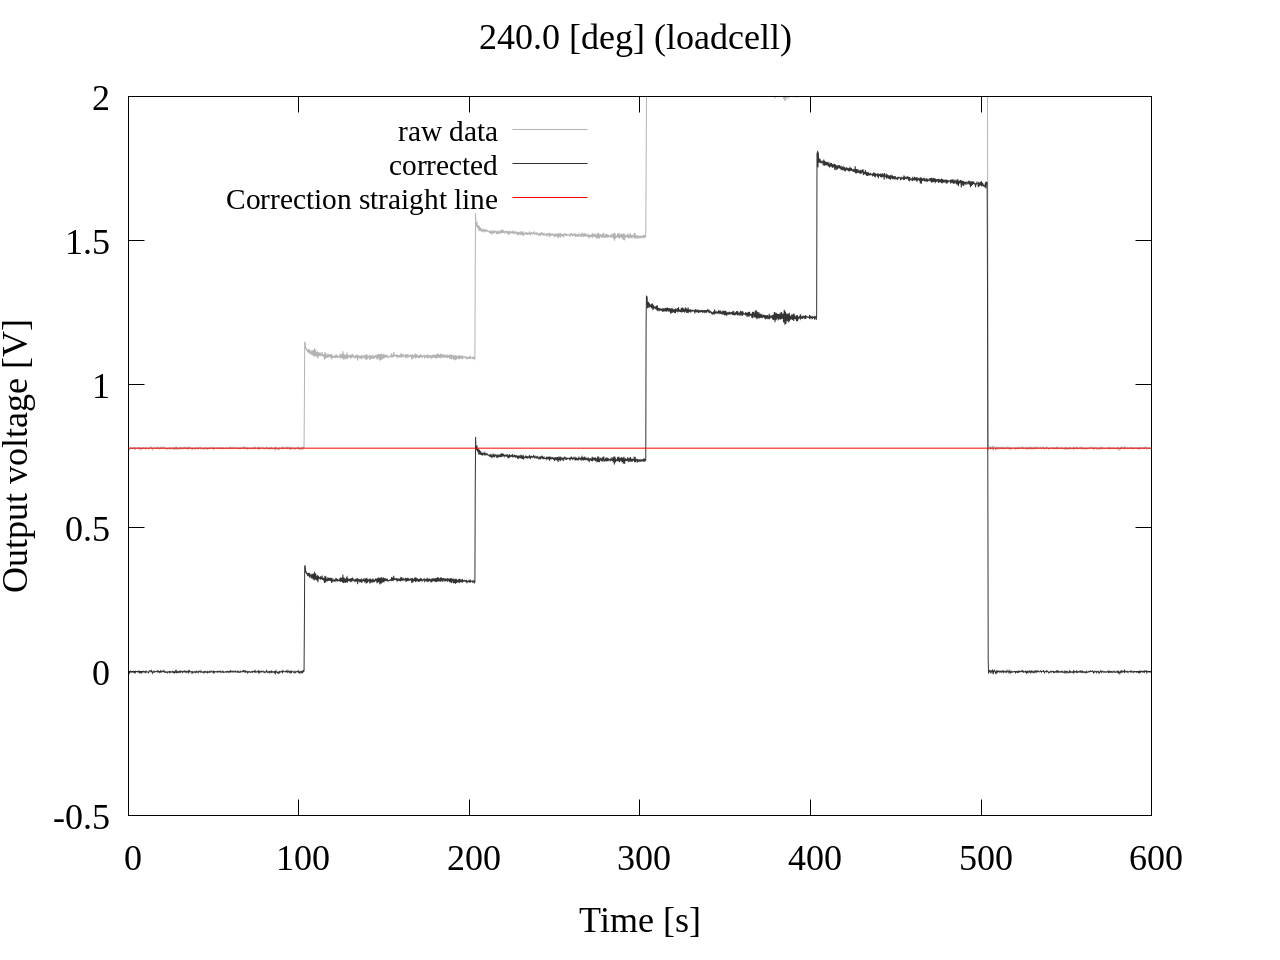 240.0 [deg] (loadcell)
2
1.5
1
0.5
0
-0.5
raw data
corrected
Correction straight line
Output voltage [V]
0 100 200 300 400 500 600
Time [s]